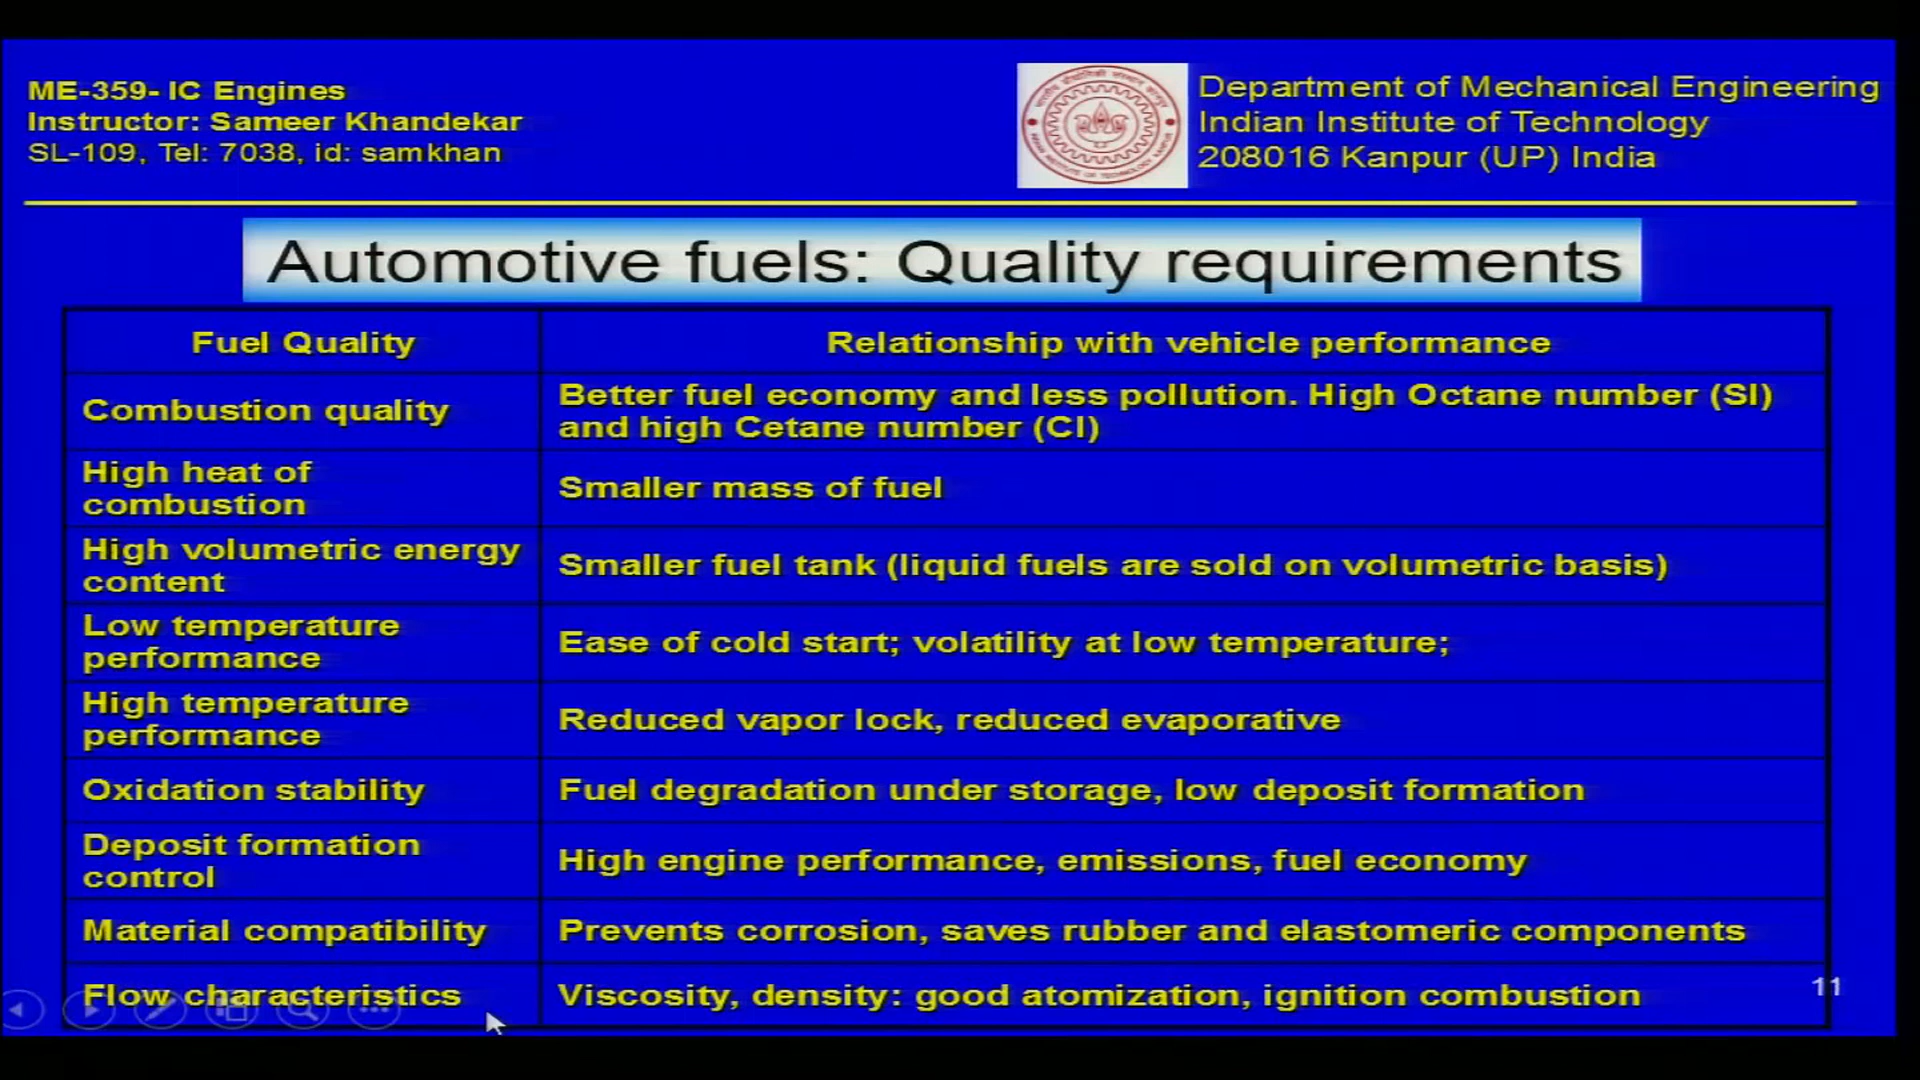 ME-359- IC Engines
Instructor: Sameer Khandekar
SL-109, Tel: 7038, id: samkhan
Department of Mechanical Engineering
Indian Institute of Technology
208016 Kanpur (UP) India
Automotive fuels: Quality requirements
Fuel Quality
Relationship with vehicle performance
Combustion quality
Better fuel economy and less pollution. High Octane number (SI)
and high Cetane number (CI)
High heat of
combustion
Smaller mass of fuel
High volumetric energy
content
Smaller fuel tank (liquid fuels are sold on volumetric basis)
Low temperature
performance
Ease of cold start; volatility at low temperature;
High temperature
performance
Reduced vapor lock, reduced evaporative
Oxidation stability
Fuel degradation under storage, low deposit formation
Deposit formation
control
High engine performance, emissions, fuel economy
Material compatibility
Prevents corrosion, saves rubber and elastomeric components
Flow characteristics
Viscosity, density: good atomization, ignition combustion
11